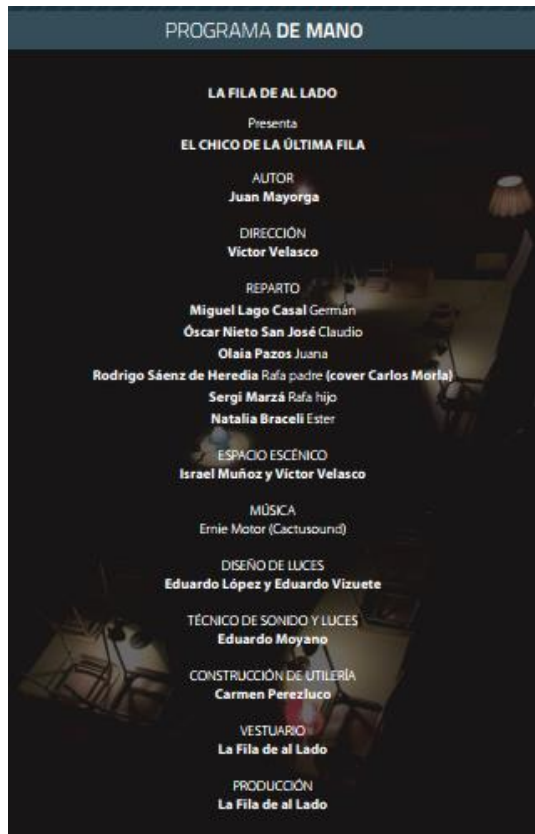 PROGRAMA DE MANO
LA FILA DE AL LADO
Presenta
EL CHICO DE LA ÚLTIMA FILA
AUTOR
Juan Mayorga
DIRECCIÓN
Víctor Velasco
REPARTO
Miguel Lago Casal Germán
Óscar Nieto San José Claudio
Olaia Pazos Juana
Rodrigo Sáenz de Heredia Rafa padre (cover Carlos Morla)
Sergi Marzá Rafa hijo
Natalia Braceli Ester
ESPACIO ESCÉNICO
Israel Muñoz y Víctor Velasco
MÚSICA
Ernie Motor (Cactusound)
DISEÑO DE LUCES
Eduardo López y Eduardo Vizuete
TÉCNICO DE SONIDO Y LUCES
Eduardo Moyano
CONSTRUCCIÓN DE UTILERÍA
Carmen Perezluco
VESTUARIO
La Fila de al Lado
PRODUCCIÓN
La Fila de al Lado